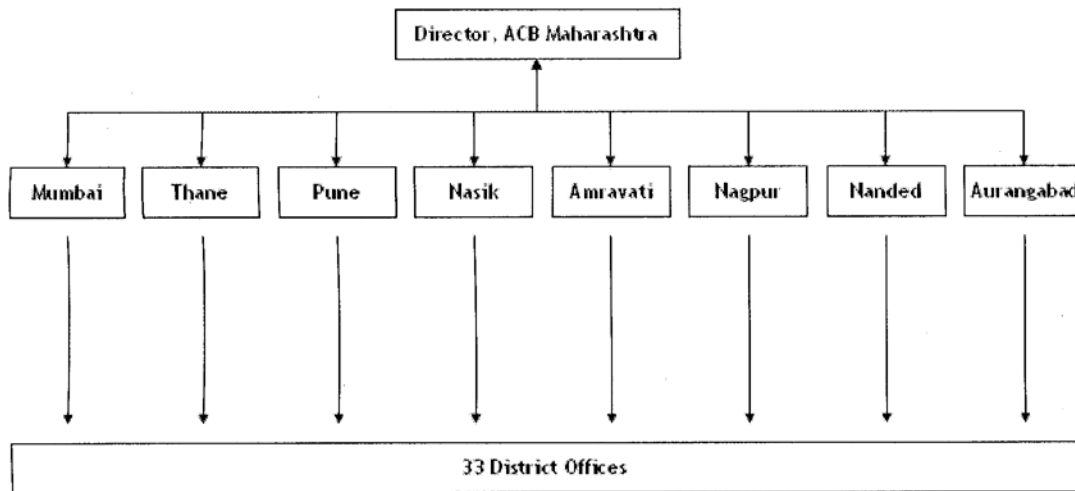 Director, ACB Maharashtra
Mumbai
Thane
Pune
Nasik
Amravati
Nagpur
Nanded
Aurangabad
33 District Offices